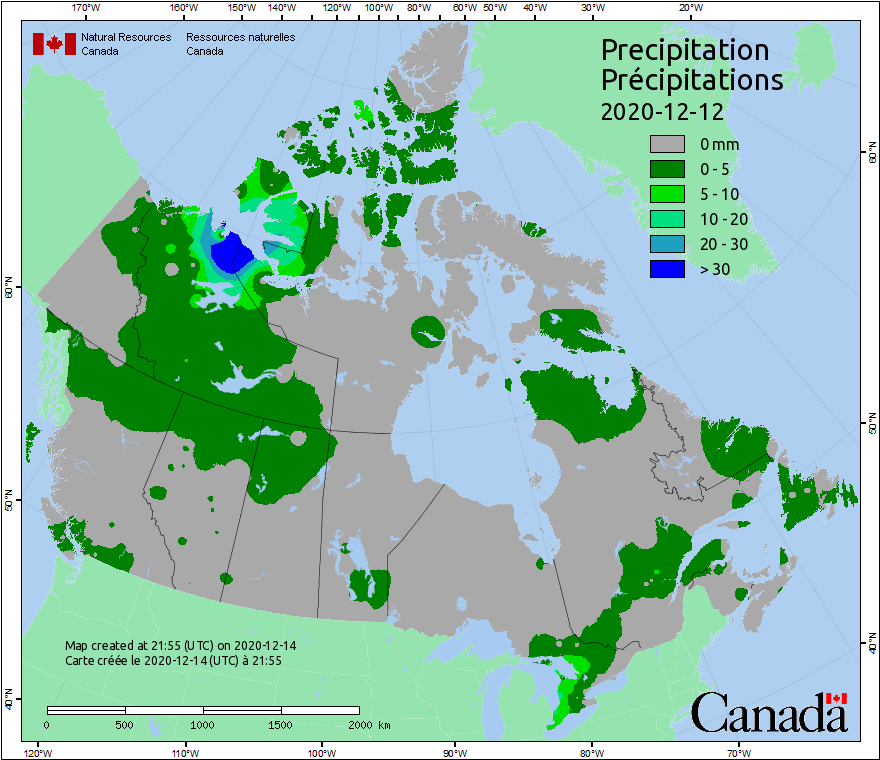 170°W 160°W 150°W 140°W 120°W 100°W 80°W 60°W 50°W 40°W 30°W 20°W
Natural Resources Ressources naturelles
Canada Canada
Precipitation
Précipitations
2020-12-12
0 mm
0 - 5
5 - 10
10 - 20
20 - 30
> 30
60°N
60°N
50°N
50°N
40°N
40°N
Map created at 21:55 (UTC) on 2020-12-14
Carte créée le 2020-12-14 (UTC) à 21:55
0 500 1000 1500 2000 km
Canada
120°W 110°W 100°W 90°W 80°W 70°W